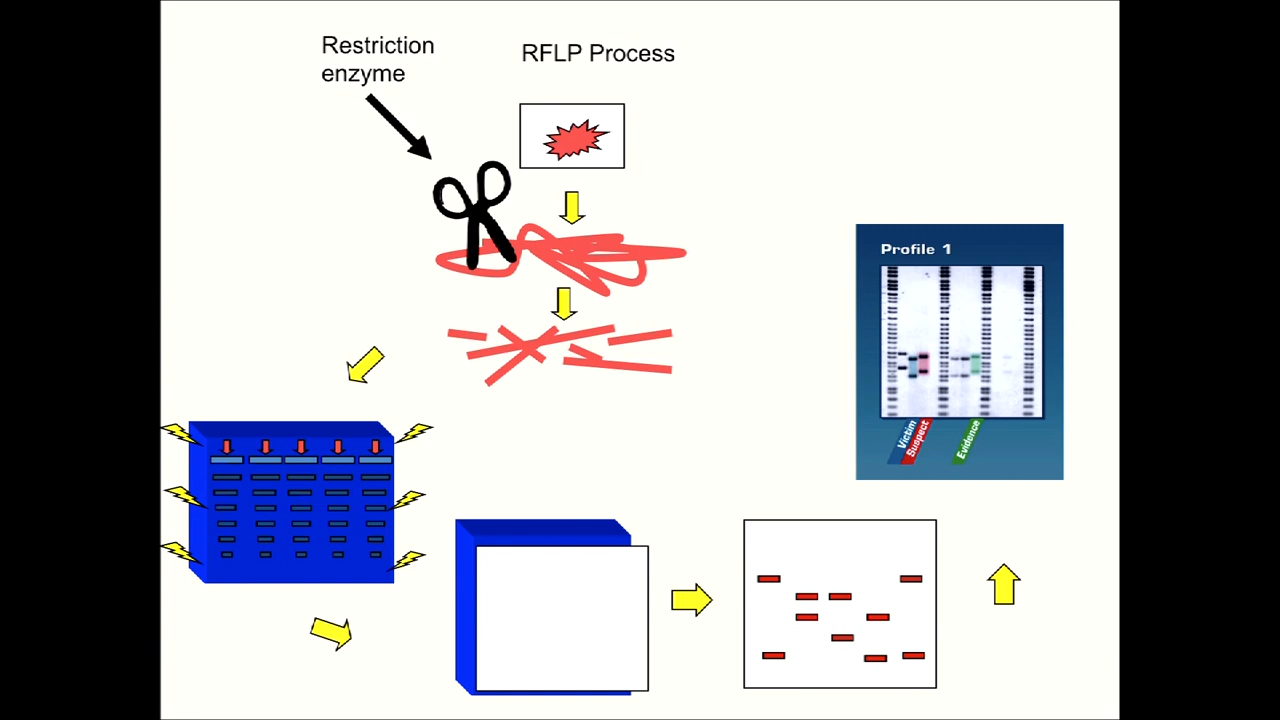 Restriction
enzyme
RFLP Process
Profile 1
Victim
Suspect
Evidence